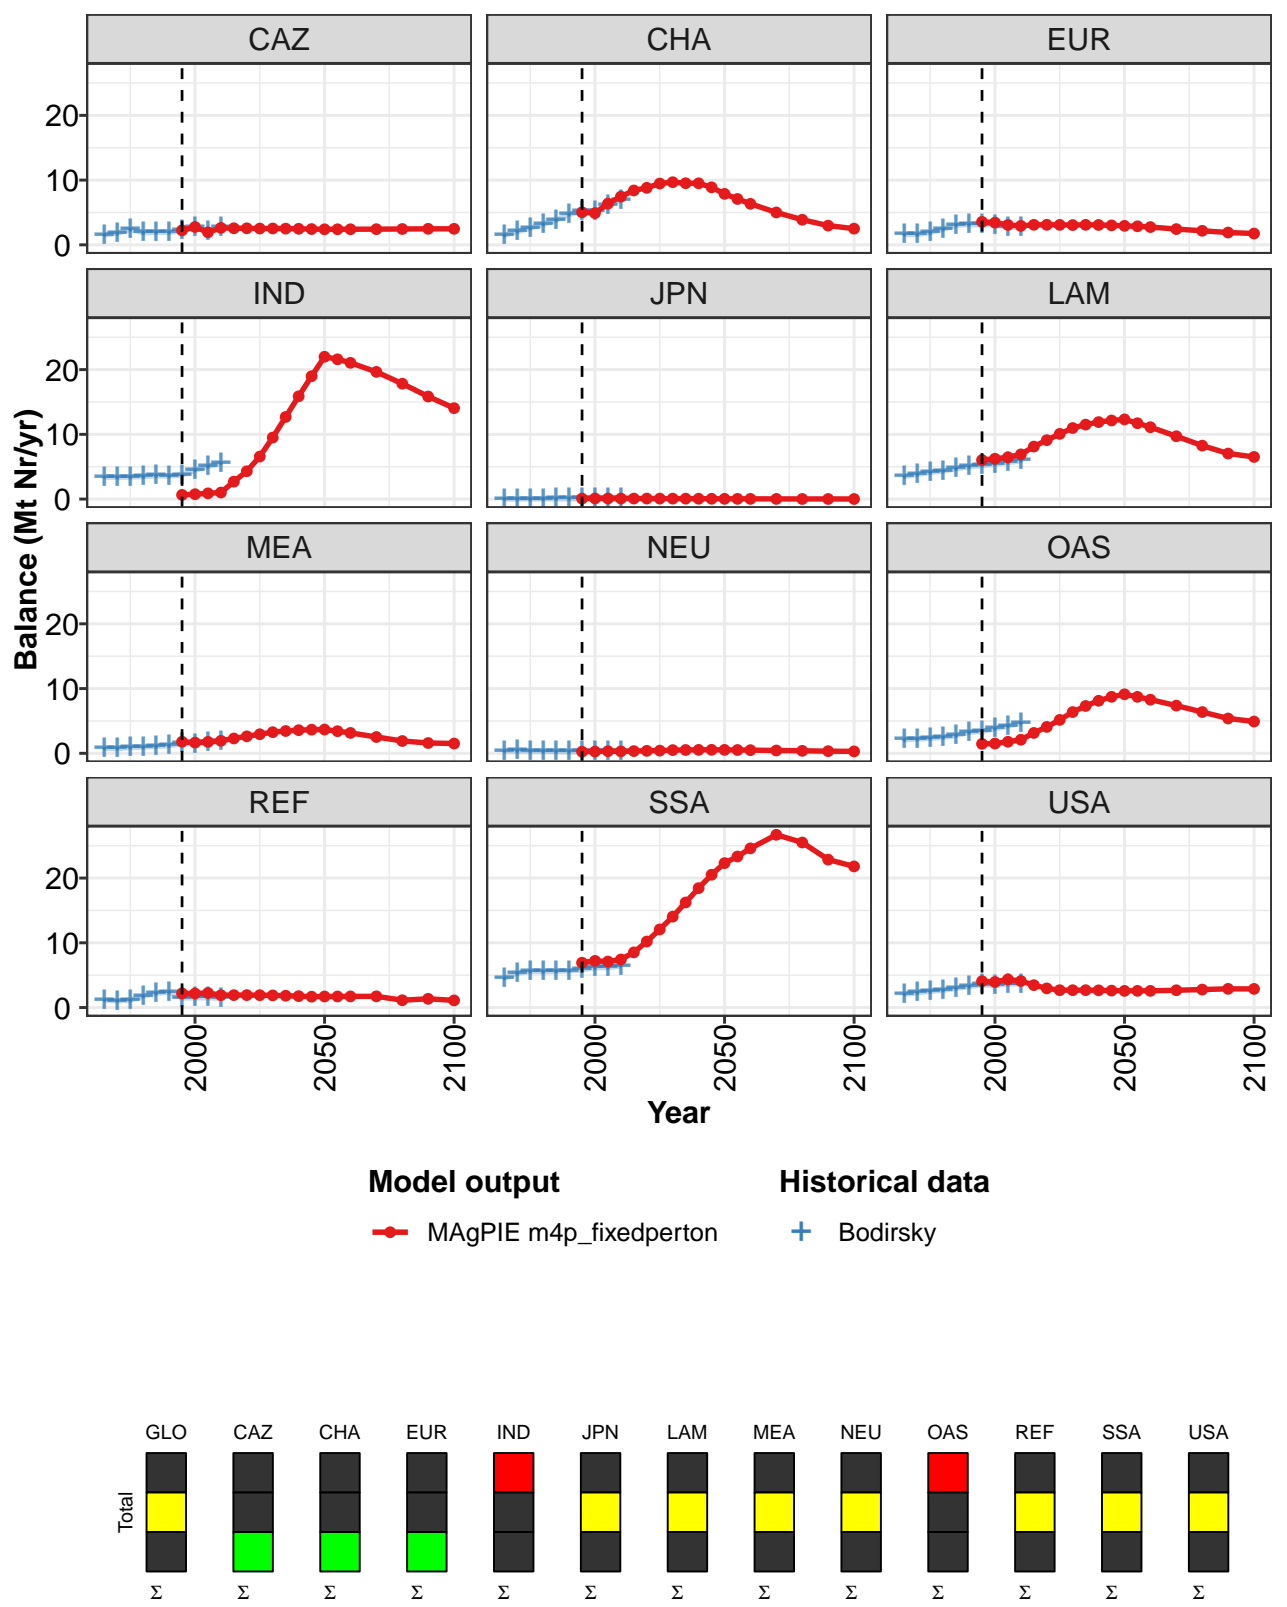 CAZ CHA EUR
20
10
0
IND JPN LAM
20
10
0
MEA NEU OAS
20
10
0
REF SSA USA
20
10
0
Balance (Mt Nr/yr)
2000 2050 2100 2000 2050 2100 2000 2050 2100
Year
Model output Historical data
MAgPIE m4p_fixedperton Bodirsky
GLO CAZ CHA EUR IND JPN LAM MEA NEU OAS REF SSA USA
Total
Σ Σ Σ Σ Σ Σ Σ Σ Σ Σ Σ Σ Σ